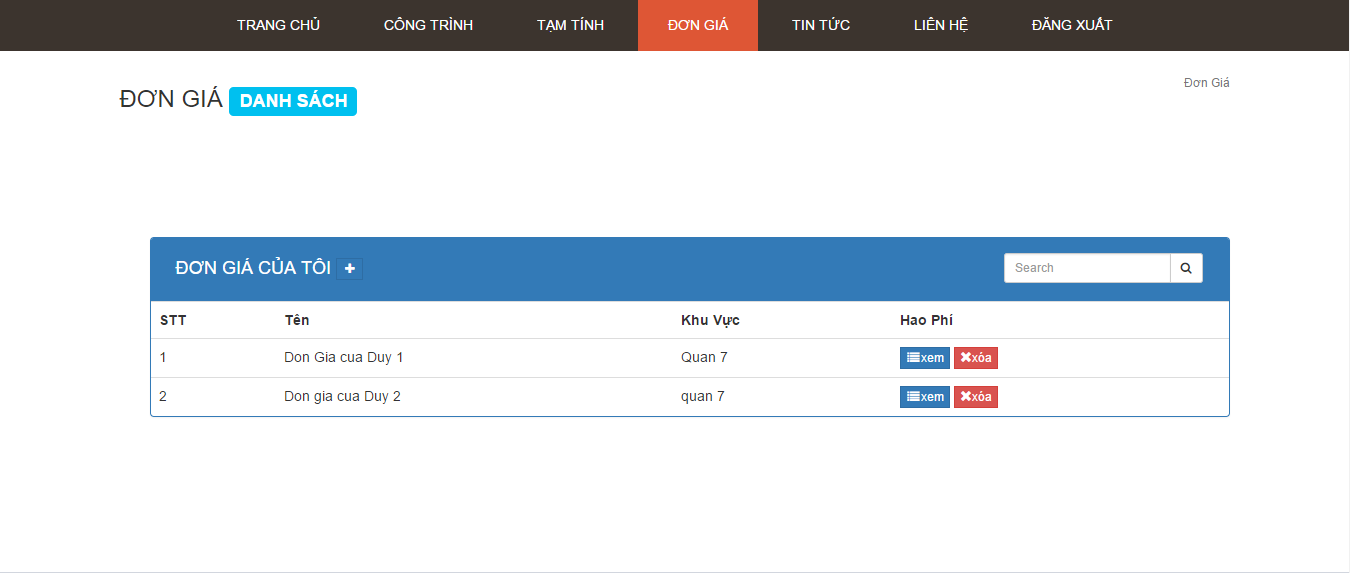 TRANG CHỦ CÔNG TRÌNH TẠM TÍNH ĐƠN GIÁ TIN TỨC LIÊN HỆ ĐĂNG XUẤT
Đơn Giá
ĐƠN GIÁ DANH SÁCH
ĐƠN GIÁ CỦA TÔI Search
STT Tên Khu Vực Hao Phí
1 Don Gia cua Duy 1 Quan 7 xem xóa
2 Don gia cua Duy 2 quan 7 xem xóa